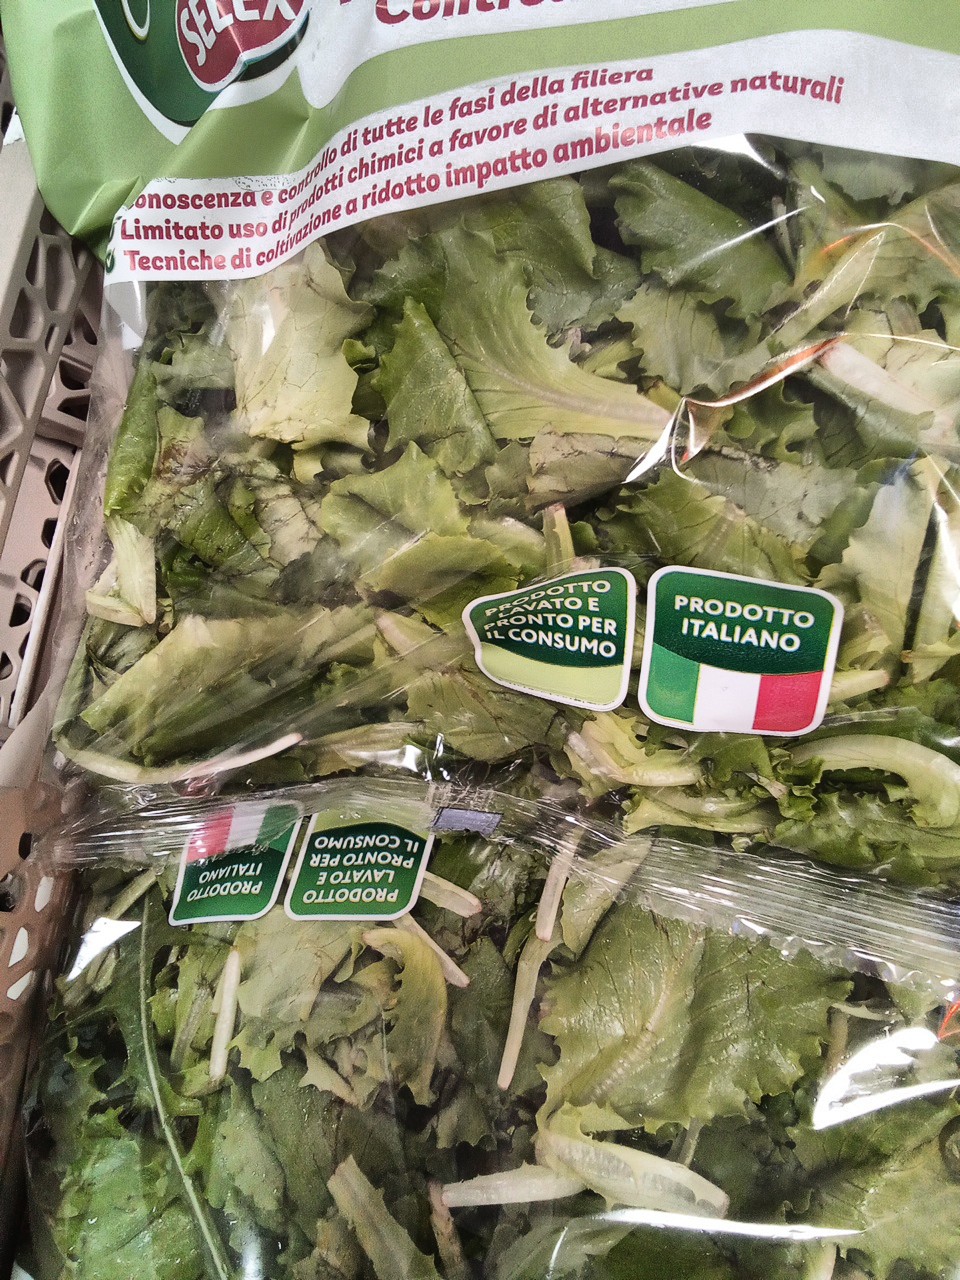 SELEX
di tutte le fasi della filiera
Limitato uso di prodotti chimici a favore di alternative naturali
Tecniche di coltivazione a ridotto impatto ambientale
PRODOTTO
LAVATO E
PRONTO PER
IL CONSUMO
PRODOTTO
ITALIANO
PRODOTTO
ITALIANO
PRODOTTO
LAVATO E
PRONTO PER
IL CONSUMO